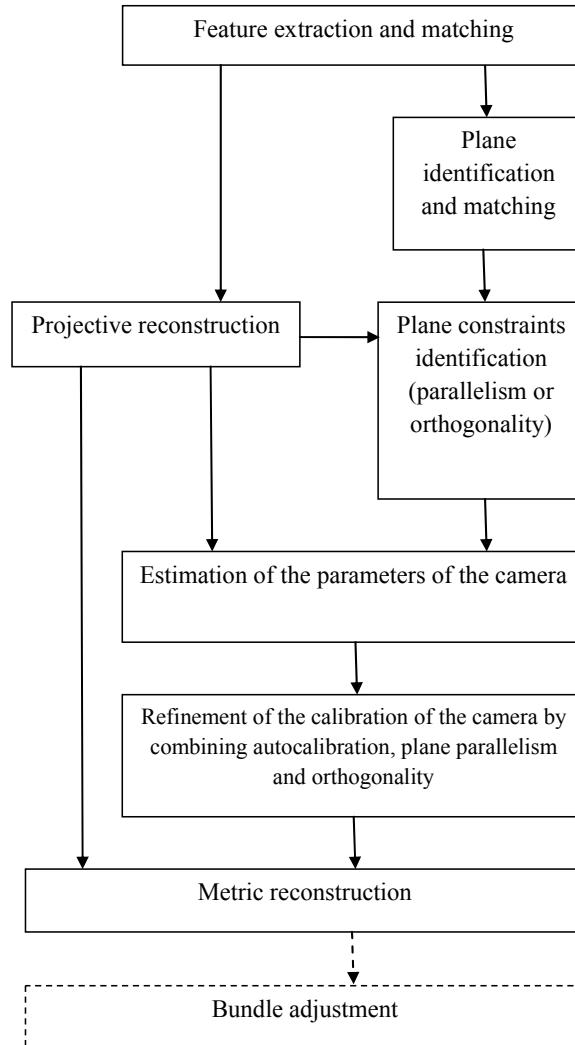 Feature extraction and matching
Plane
identification
and matching
Projective reconstruction
Plane constraints
identification
(parallelism or
orthogonality)
Estimation of the parameters of the camera
Refinement of the calibration of the camera by
combining autocalibration, plane parallelism
and orthogonality
Metric reconstruction
Bundle adjustment